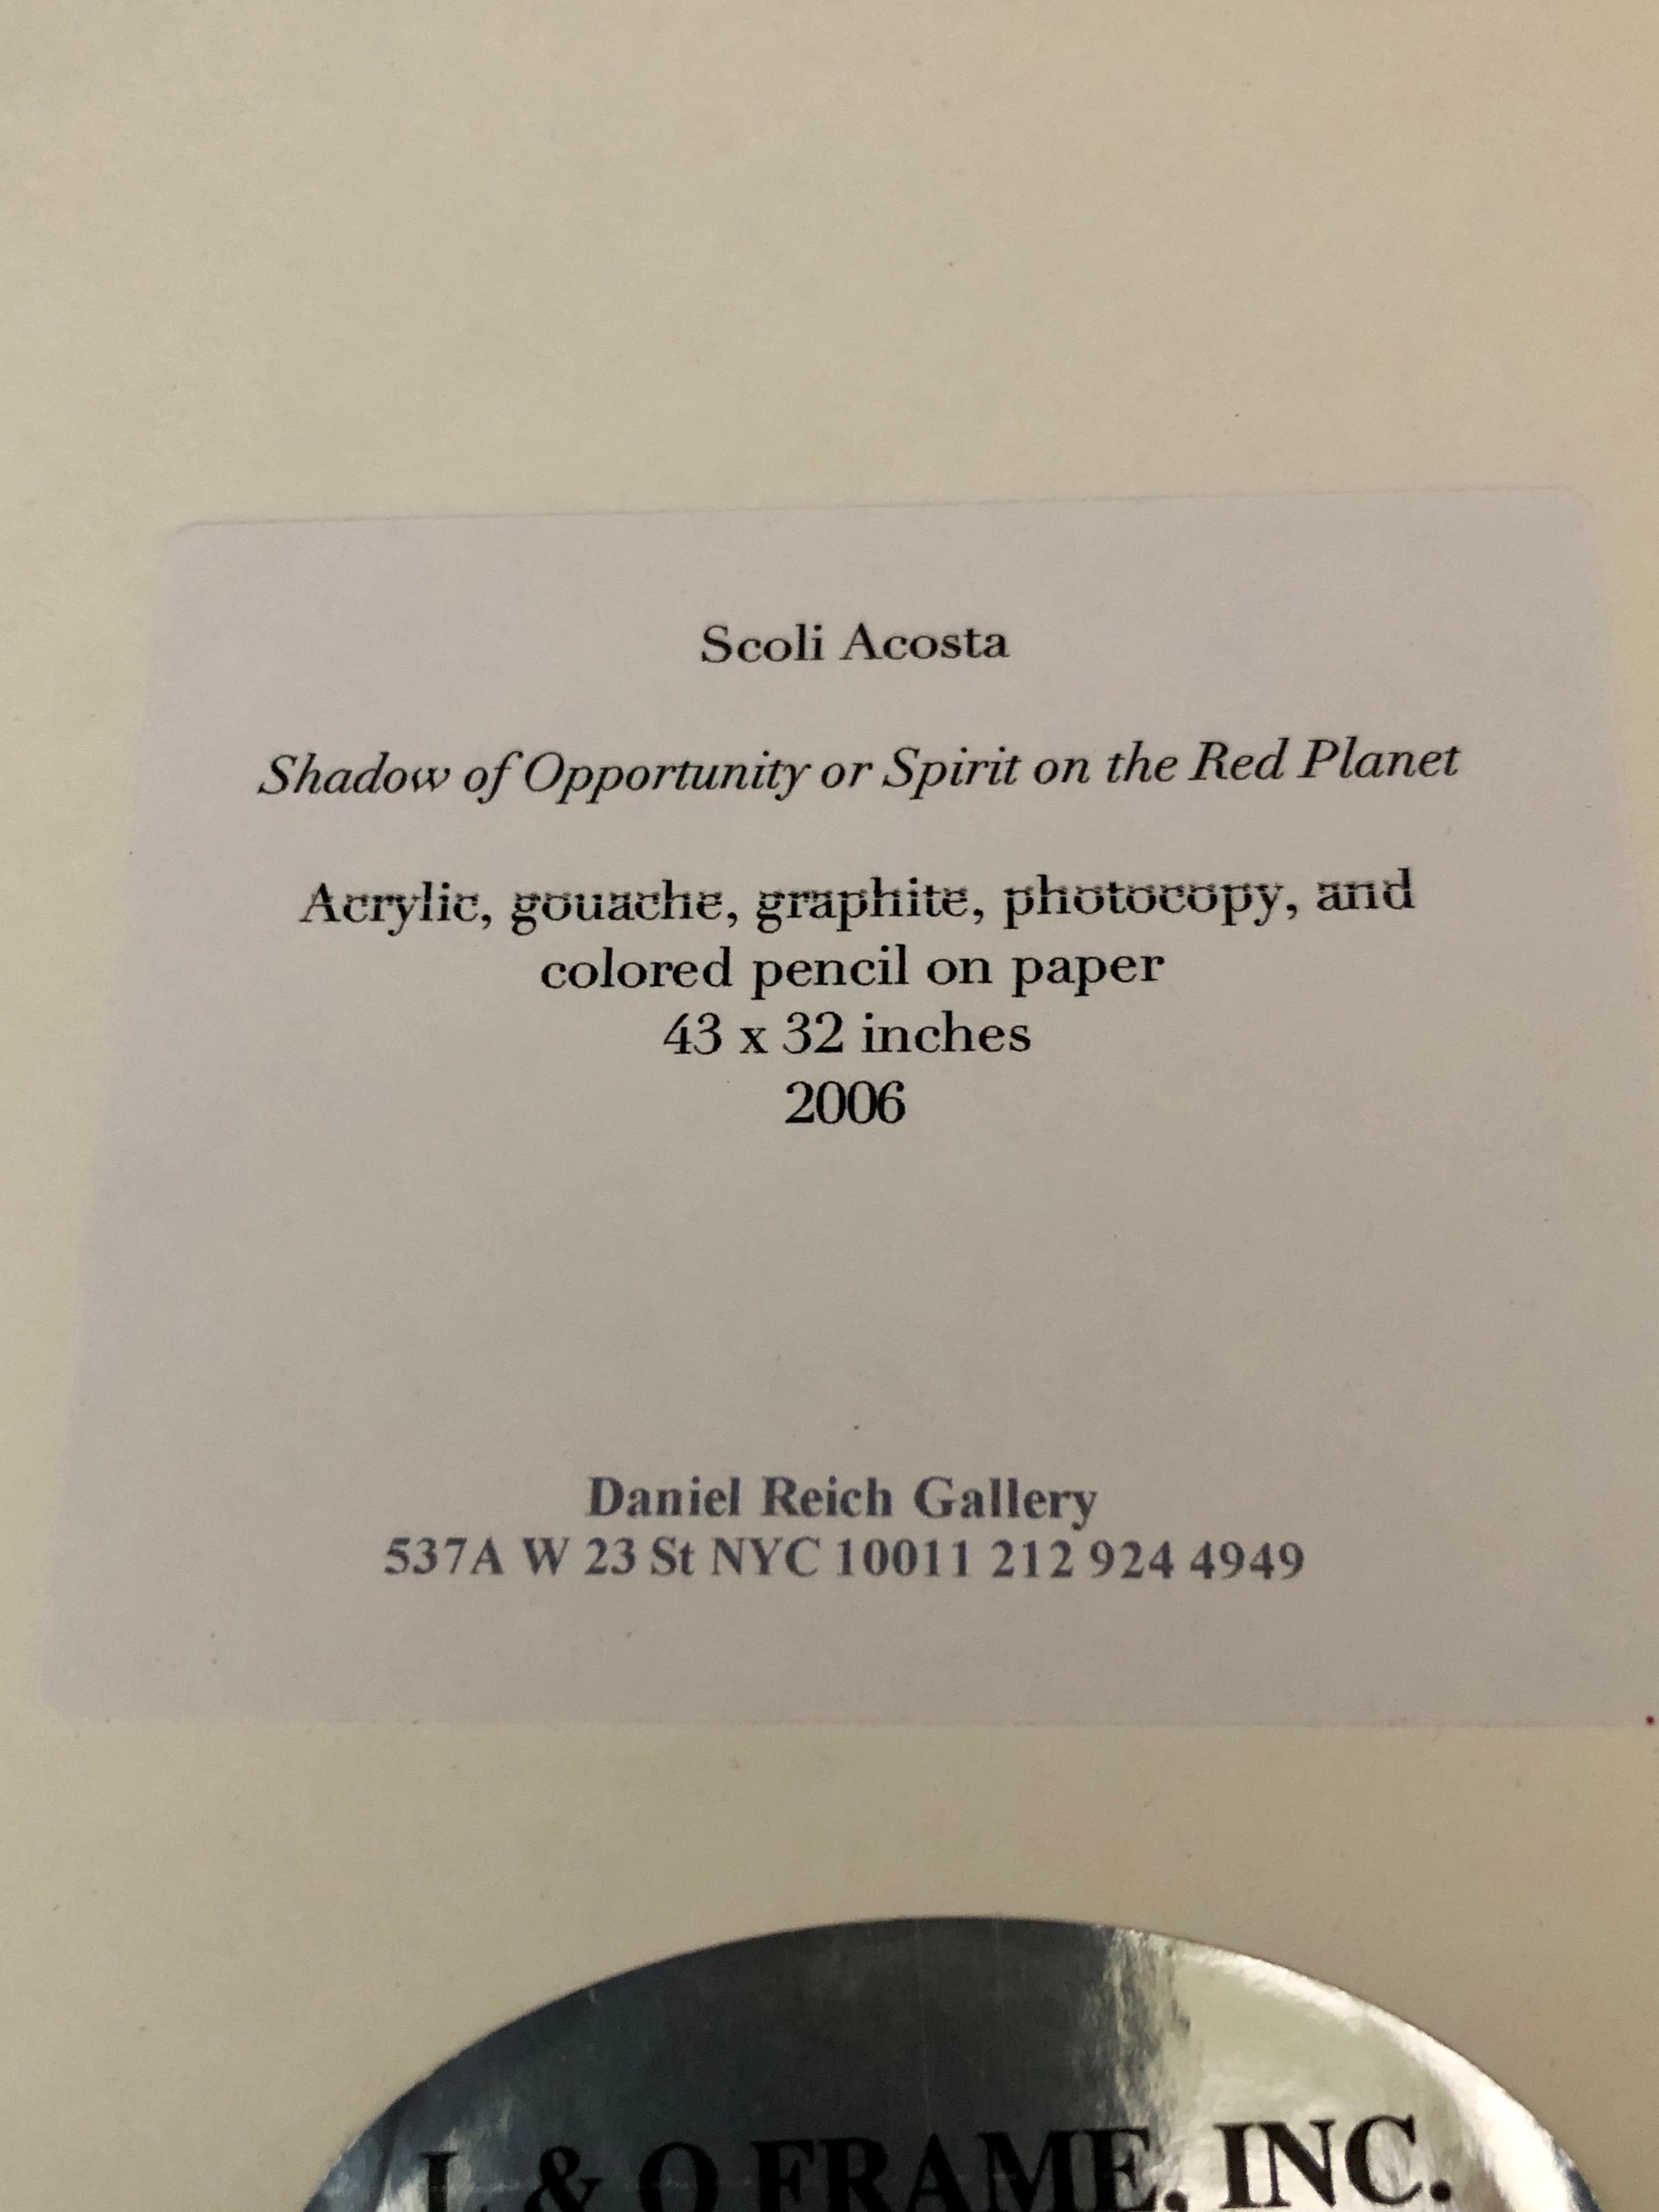 Scoli Acosta
Shadow of Opportunity or Spirit on the Red Planet
Acrylic, gouache, graphite, photocopy, and
colored pencil on paper
43 x 32 inches
2006
Daniel Reich Gallery
537A W 23 St NYC 10011 212 924 4949
& O FRAME, INC.